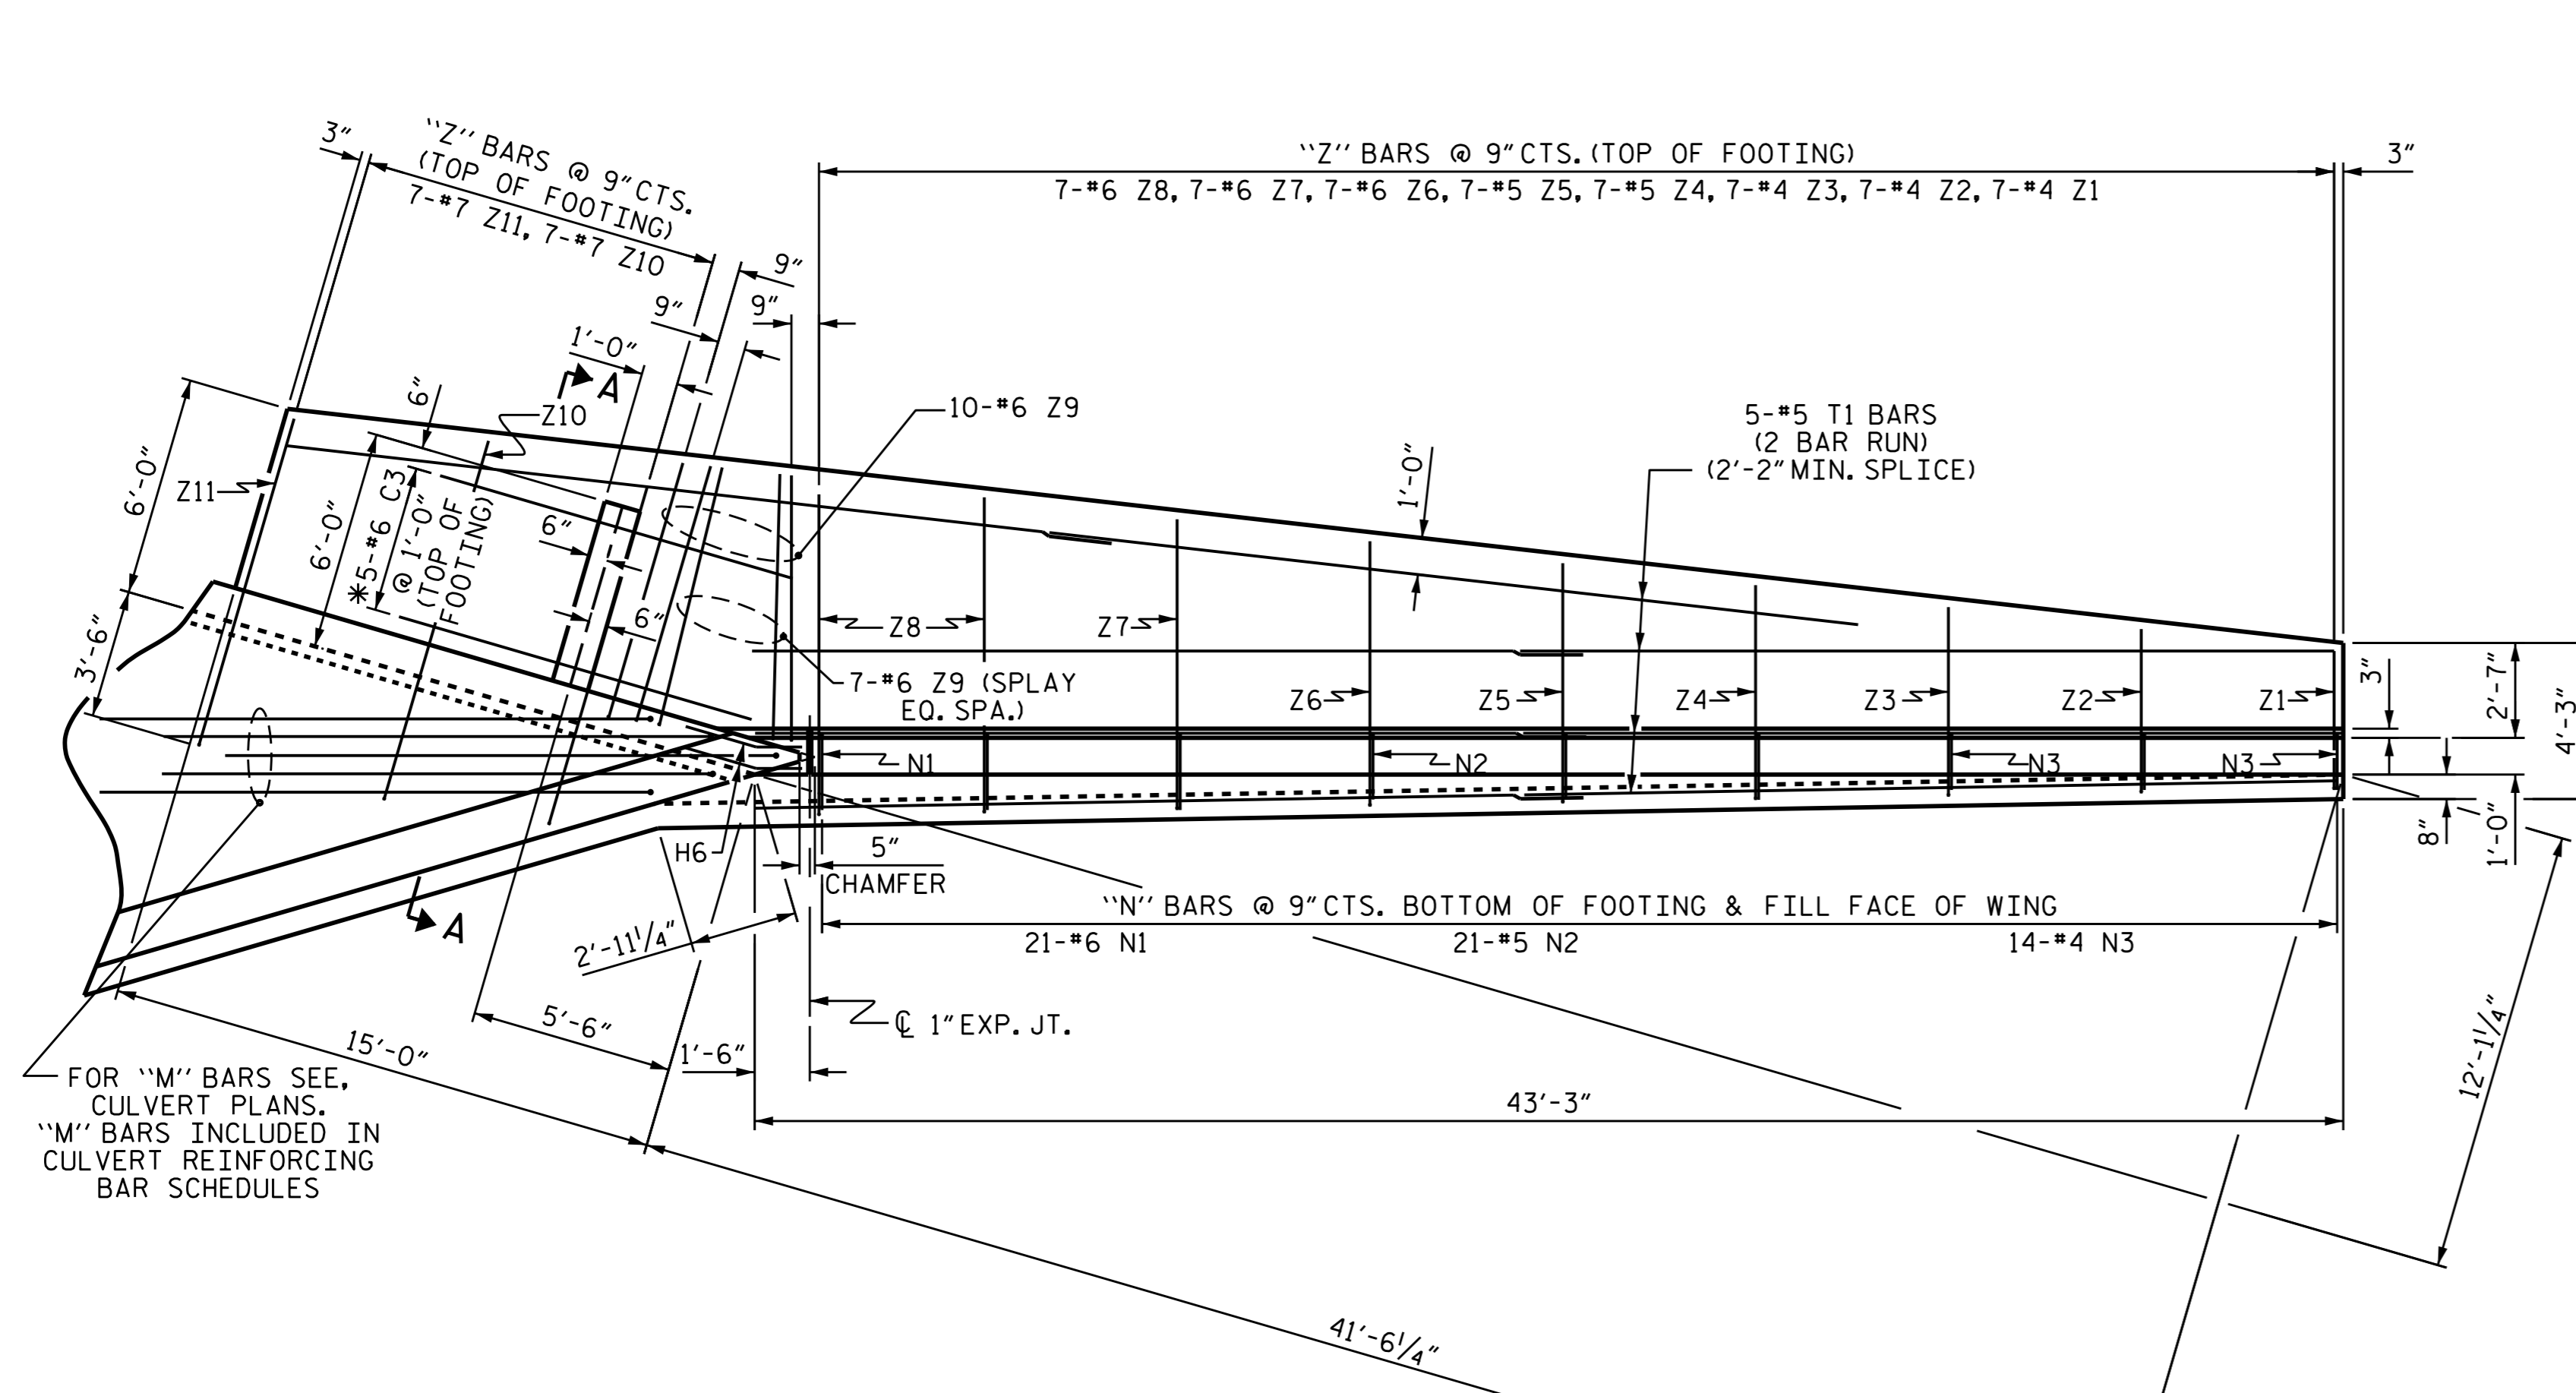 3"
‶Z″ BARS @ 9" CTS.
(TOP OF FOOTING)
7-#7 Z11, 7-#7 Z10
‶Z″ BARS @ 9" CTS. (TOP OF FOOTING)
7-#6 Z8, 7-#6 Z7, 7-#6 Z6, 7-#5 Z5, 7-#5 Z4, 7-#4 Z3, 7-#4 Z2, 7-#4 Z1
3"
9"
9"
9"
1'-0"
A
6"
Z10
10-#6 Z9
5-#5 T1 BARS
(2 BAR RUN)
(2'-2" MIN. SPLICE)
1'-0"
6'-0"
Z11
6'-0"
*5-#6 C3
@ 1'-0"
(TOP OF
FOOTING)
6"
6"
3'-6"
Z8
Z7
7-#6 Z9 (SPLAY
EQ. SPA.)
Z6
Z5
Z4
Z3
Z2
Z1
3"
2'-7"
4'-3"
N1
N2
N3
N3
8"
1'-0"
H6
5"
CHAMFER
‶N″ BARS @ 9" CTS. BOTTOM OF FOOTING & FILL FACE OF WING
21-#6 N1
21-#5 N2
14-#4 N3
A
2'-11 1/4"
℄ 1" EXP. JT.
5'-6"
15'-0"
1'-6"
43'-3"
12'-1 1/4"
FOR ‶M″ BARS SEE,
CULVERT PLANS.
‶M″ BARS INCLUDED IN
CULVERT REINFORCING
BAR SCHEDULES
41'-6 1/4"